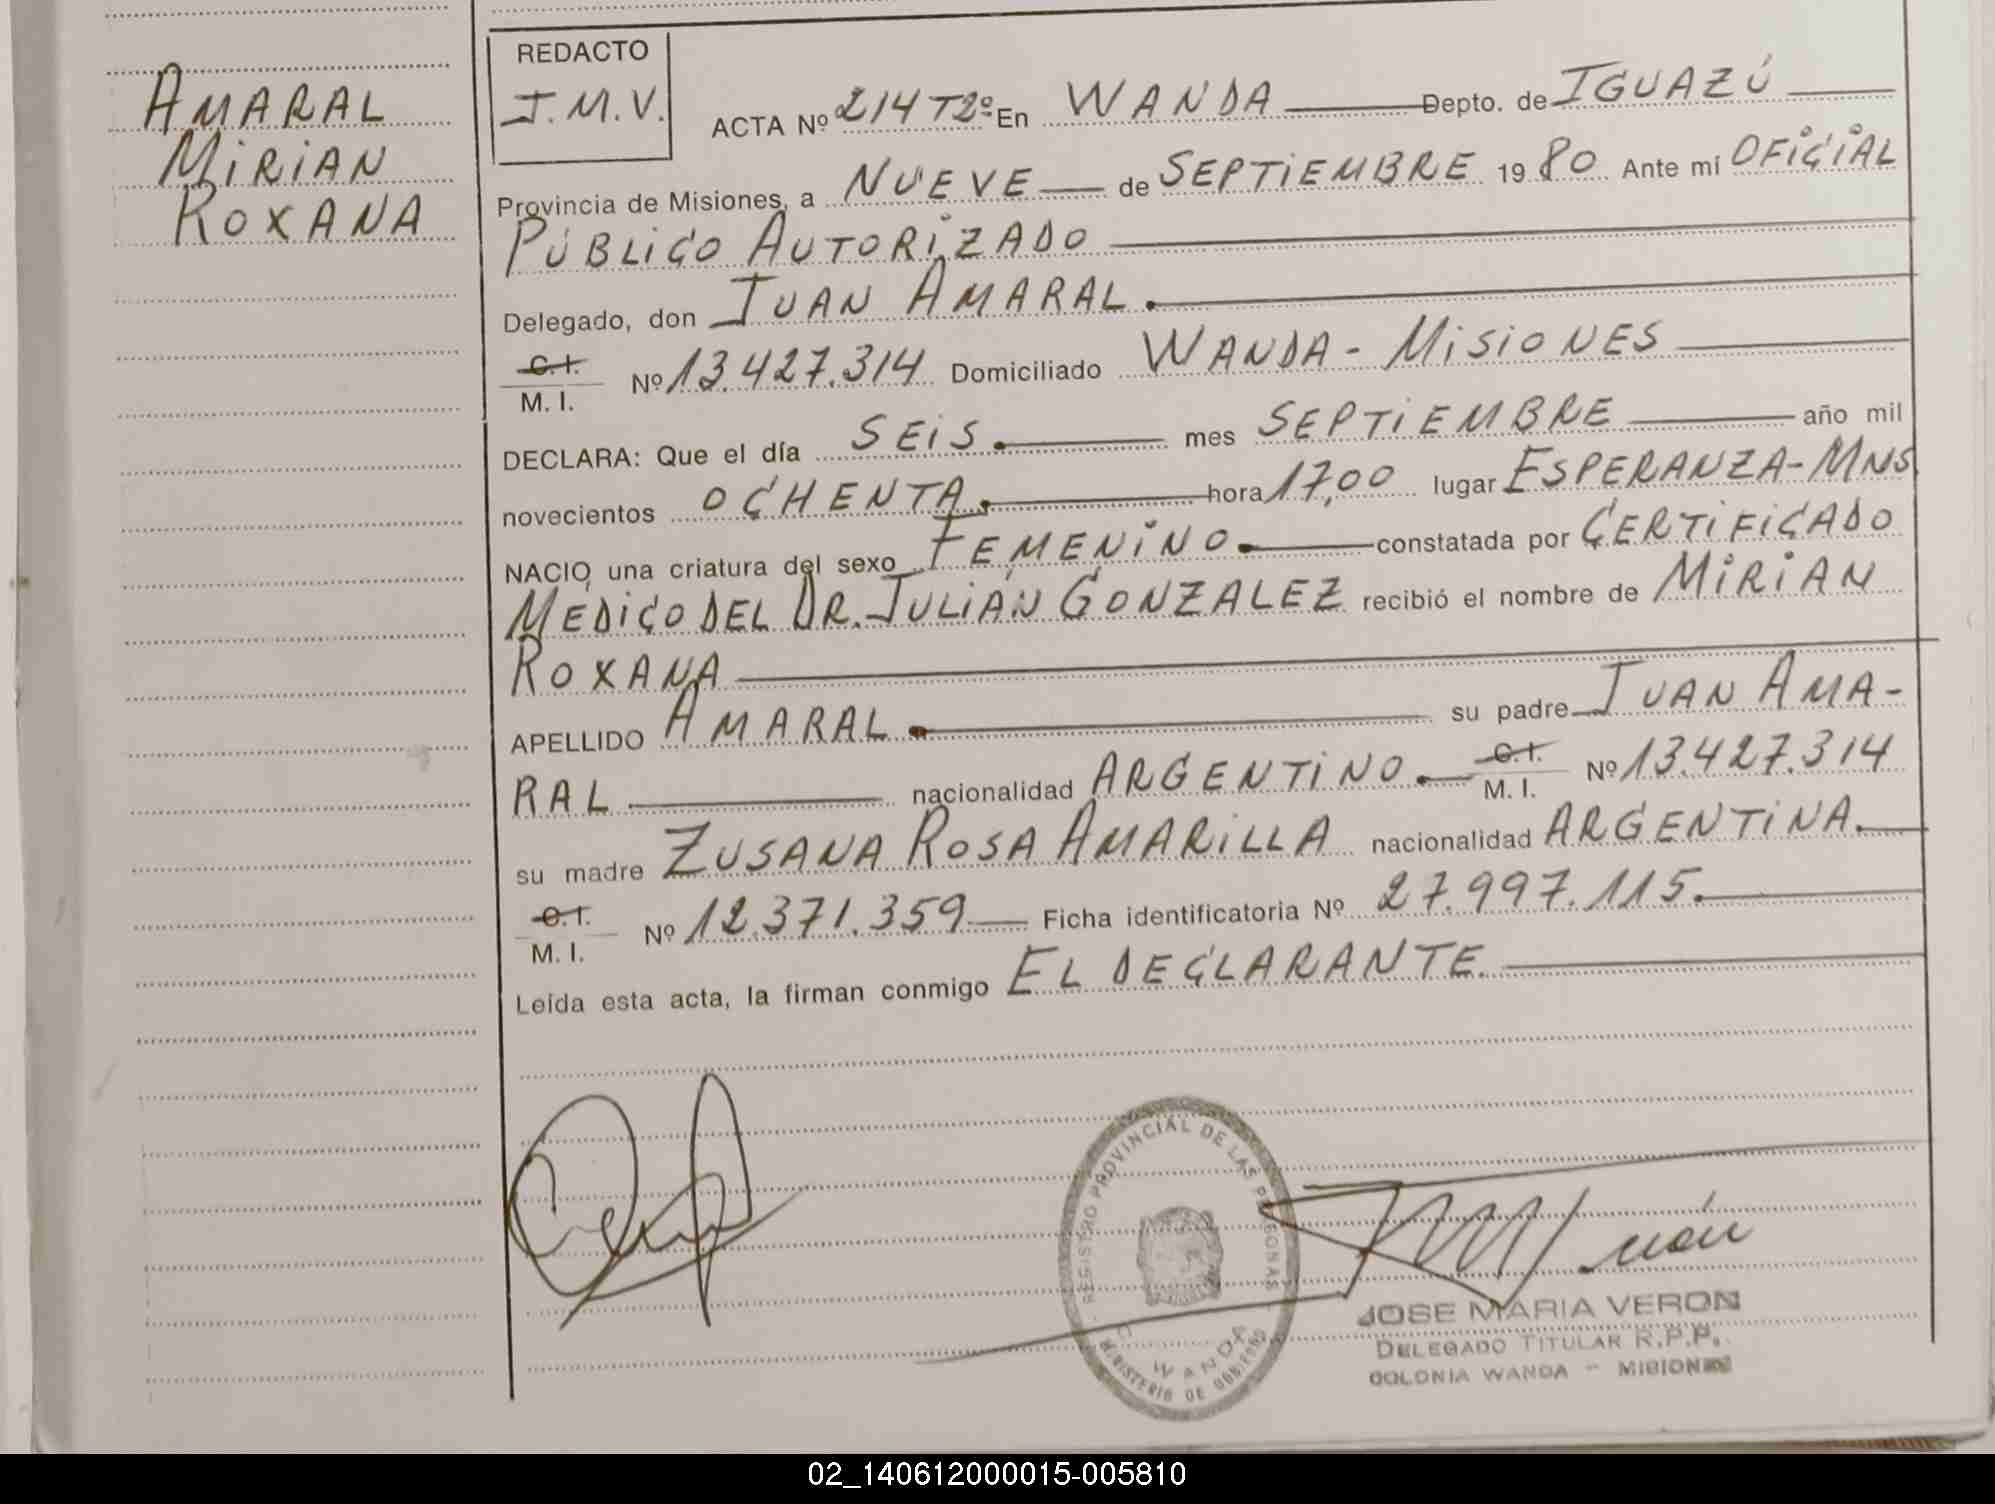 AMARAL
MIRIAN
ROXANA
REDACTO
J.M.V.
ACTA Nº 214 T2º En WANDA Depto. de IGUAZÚ
Provincia de Misiones, a NUEVE de SEPTIEMBRE 1980 Ante mí OFICIAL
PÚBLICO AUTORIZADO
Delegado, don JUAN AMARAL.
C.I.
M. I. Nº 13.427.314 Domiciliado WANDA - MISIONES
DECLARA: Que el día SEIS. mes SEPTIEMBRE año mil
novecientos OCHENTA. hora 17,00 lugar ESPERANZA-MNS
NACIO una criatura del sexo FEMENINO. constatada por CERTIFICADO
MEDICO DEL DR. JULIAN GONZALEZ recibió el nombre de MIRIAN
ROXANA
APELLIDO AMARAL. su padre JUAN AMA-
RAL nacionalidad ARGENTINO. C.I.
M. I. Nº 13.427.314
su madre ZUSANA ROSA AMARILLA nacionalidad ARGENTINA.
C.I.
M. I. Nº 12.371.359 Ficha identificatoria Nº 27.997.115.
Leída esta acta, la firman conmigo EL DECLARANTE.
REGISTRO PROVINCIAL DE LAS PERSONAS
WANDA
MINISTERIO DE GOBIERNO
JOSE MARIA VERON
DELEGADO TITULAR R.P.P.
COLONIA WANDA - MISIONES
02_140612000015-005810